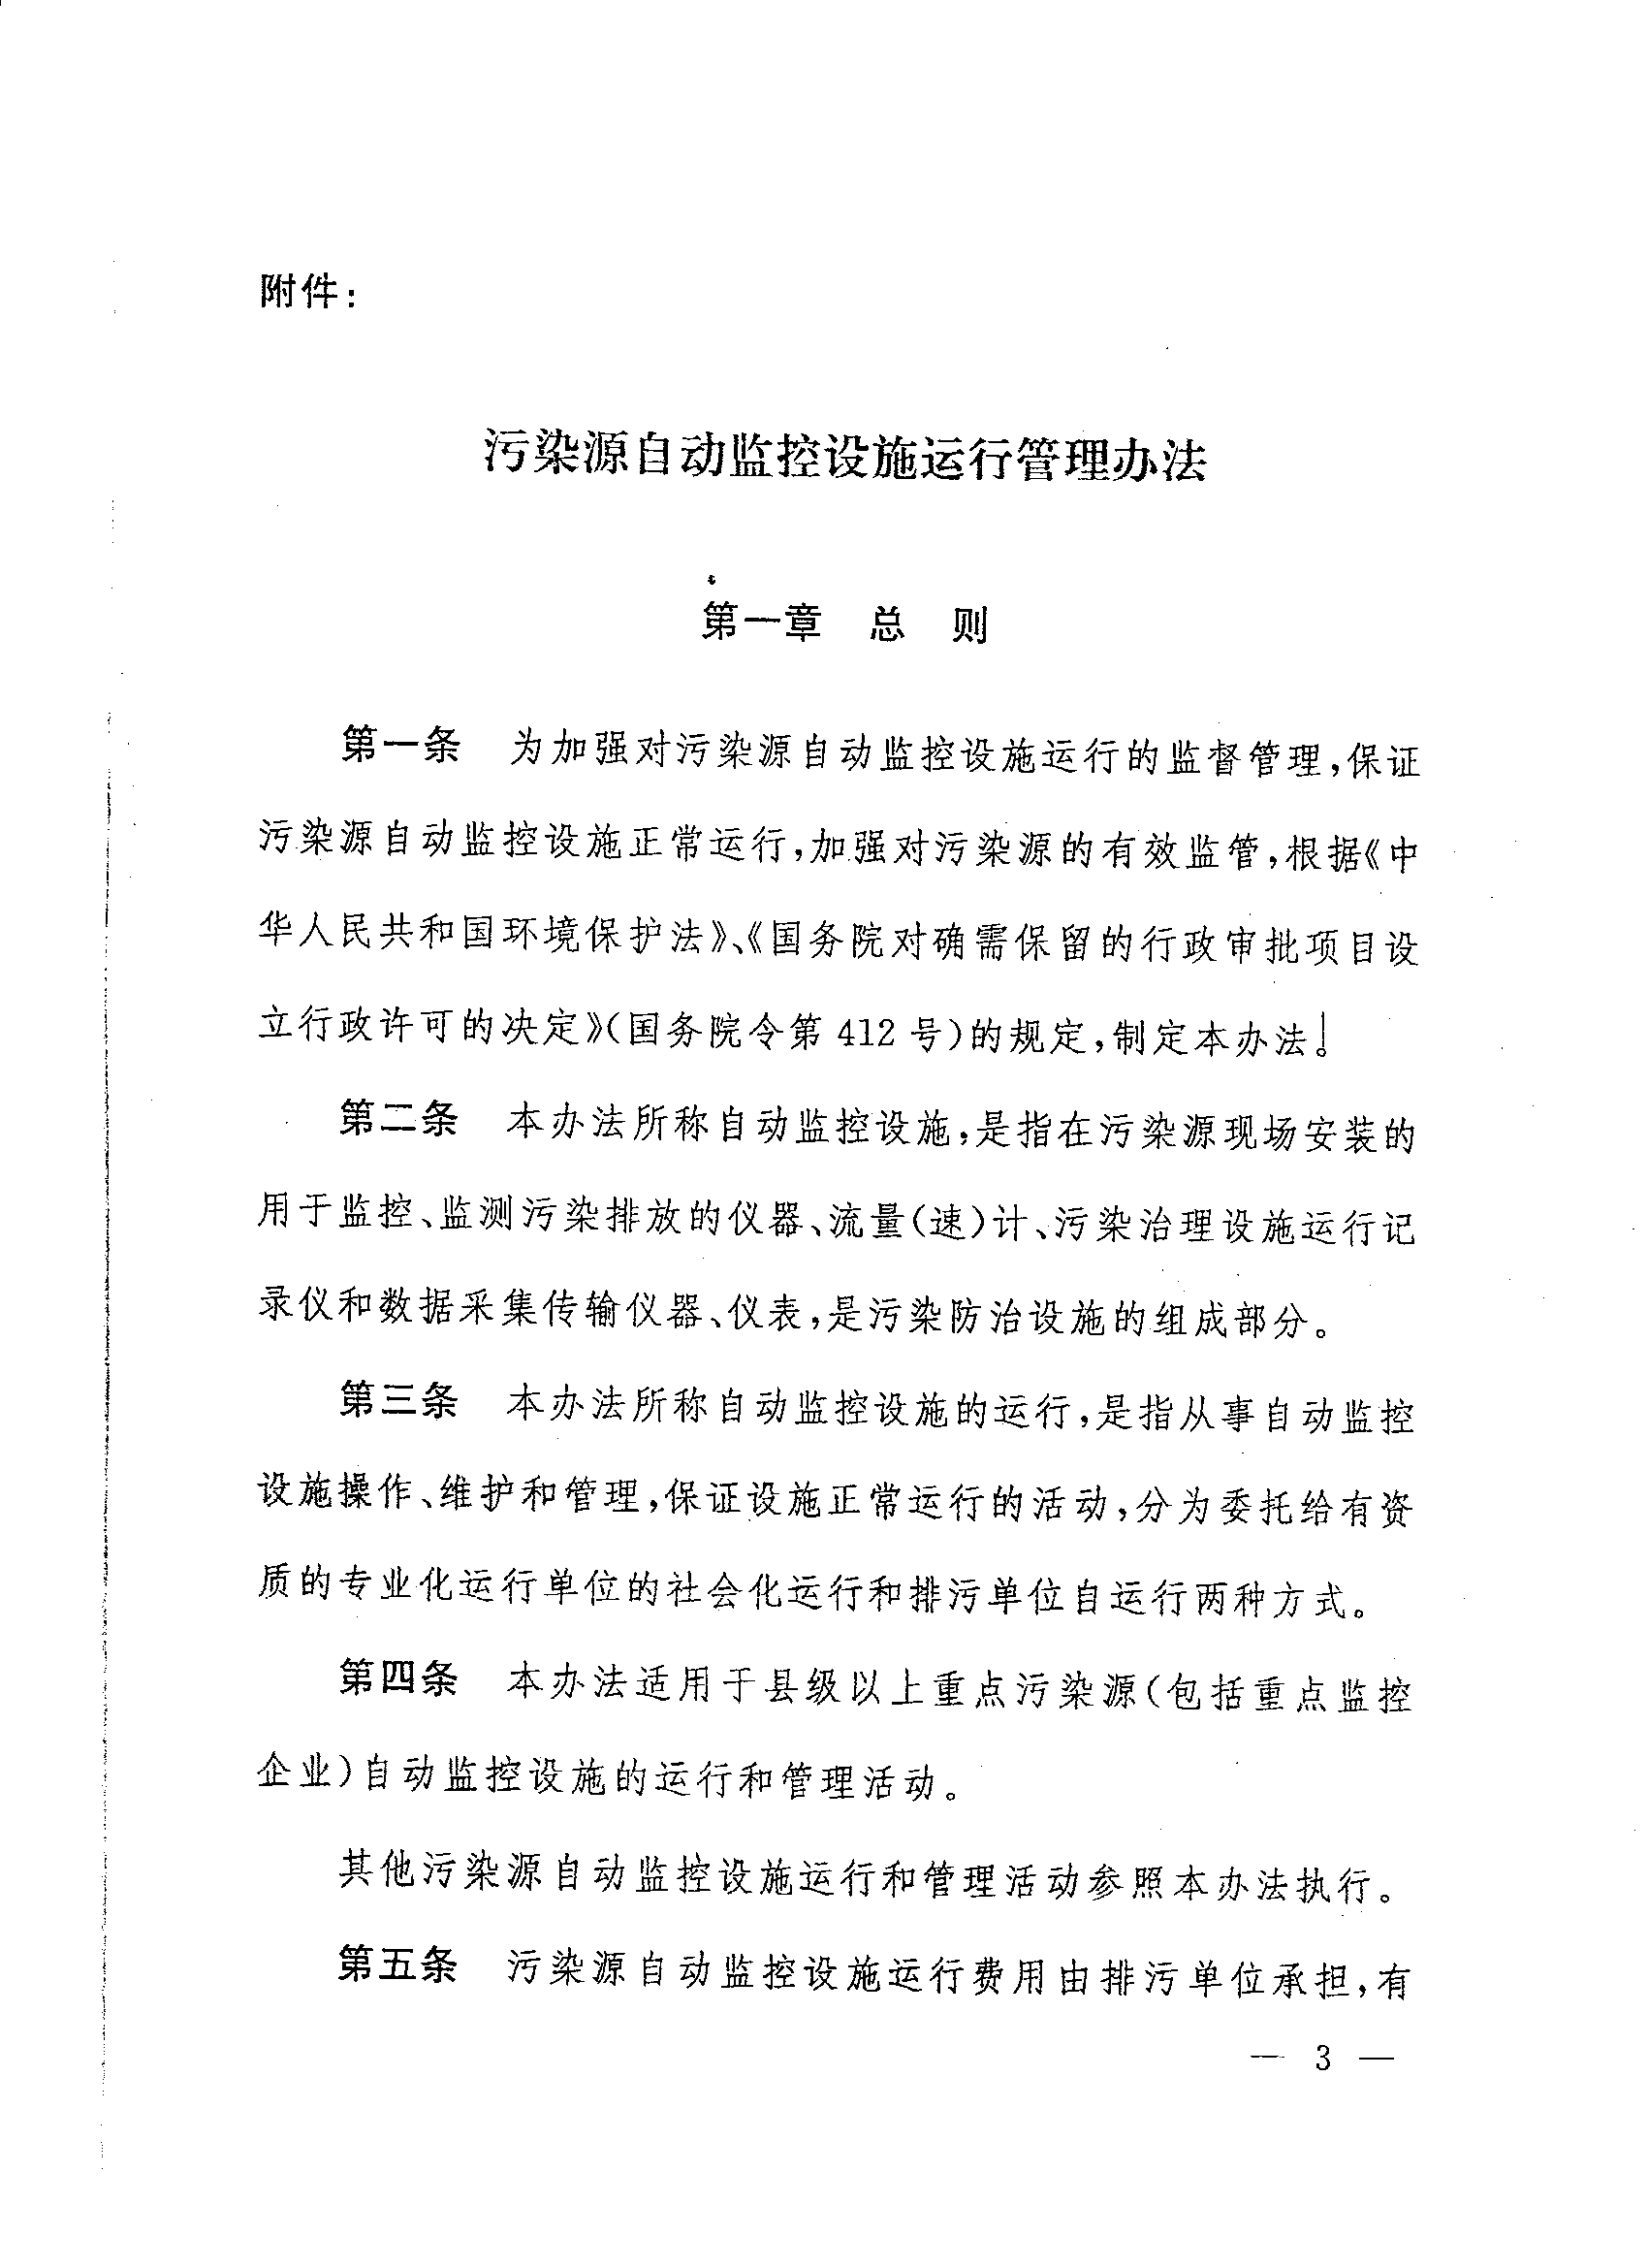 附件：
污染源自动监控设施运行管理办法
第一章 总 则
第一条 为加强对污染源自动监控设施运行的监督管理,保证
污染源自动监控设施正常运行,加强对污染源的有效监管,根据《中
华人民共和国环境保护法》、《国务院对确需保留的行政审批项目设
立行政许可的决定》(国务院令第 412 号)的规定,制定本办法。
第二条 本办法所称自动监控设施,是指在污染源现场安装的
用于监控、监测污染排放的仪器、流量(速)计、污染治理设施运行记
录仪和数据采集传输仪器、仪表,是污染防治设施的组成部分。
第三条 本办法所称自动监控设施的运行,是指从事自动监控
设施操作、维护和管理,保证设施正常运行的活动,分为委托给有资
质的专业化运行单位的社会化运行和排污单位自运行两种方式。
第四条 本办法适用于县级以上重点污染源(包括重点监控
企业)自动监控设施的运行和管理活动。
其他污染源自动监控设施运行和管理活动参照本办法执行。
第五条 污染源自动监控设施运行费用由排污单位承担,有
— 3 —